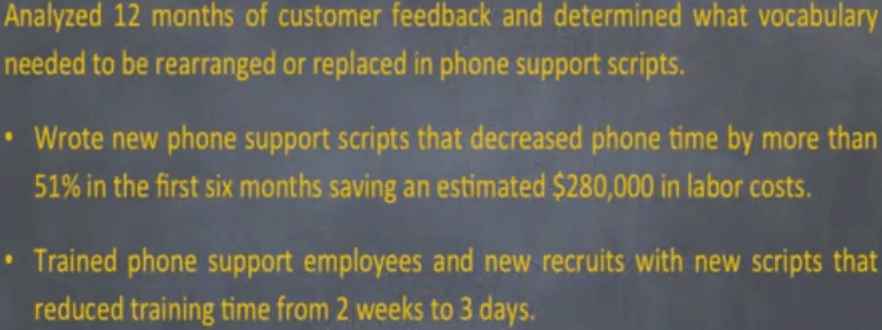 Analyzed 12 months of customer feedback and determined what vocabulary
needed to be rearranged or replaced in phone support scripts.
• Wrote new phone support scripts that decreased phone time by more than
51% in the first six months saving an estimated $280,000 in labor costs.
• Trained phone support employees and new recruits with new scripts that
reduced training time from 2 weeks to 3 days.